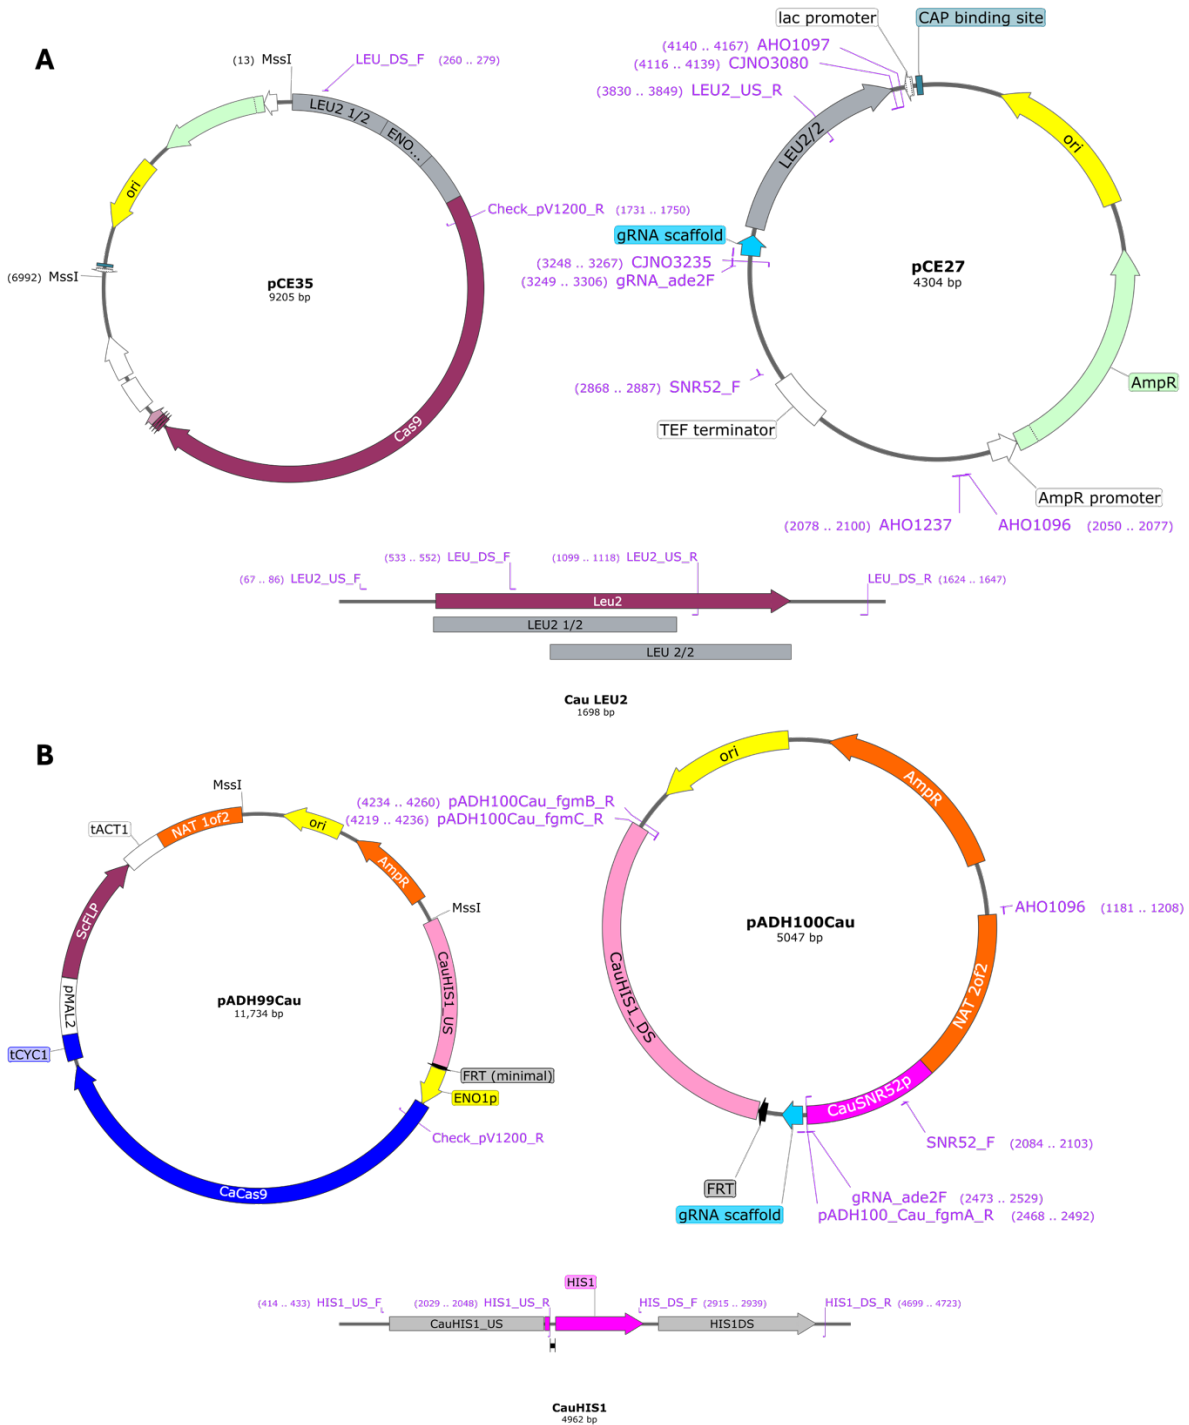 A
(13) MssI
LEU_DS_F (260 .. 279)
LEU2 1/2
ENO...
ori
Check_pV1200_R (1731 .. 1750)
(6992) MssI
pCE35
9205 bp
Cas9
lac promoter
CAP binding site
(4140 .. 4167) AHO1097
(4116 .. 4139) CJNO3080
(3830 .. 3849) LEU2_US_R
LEU2/2
ori
gRNA scaffold
(3248 .. 3267) CJNO3235
(3249 .. 3306) gRNA_ade2F
pCE27
4304 bp
(2868 .. 2887) SNR52_F
AmpR
TEF terminator
AmpR promoter
(2078 .. 2100) AHO1237
AHO1096 (2050 .. 2077)
(533 .. 552) LEU_DS_F
(1099 .. 1118) LEU2_US_R
(67 .. 86) LEU2_US_F
LEU_DS_R (1624 .. 1647)
Leu2
LEU2 1/2
LEU 2/2
Cau LEU2
1698 bp
B
MssI
tACT1
NAT 1of2
ori
AmpR
MssI
ScFLP
pMAL2
CauHIS1_US
pADH99Cau
11,734 bp
tCYC1
FRT (minimal)
ENO1p
Check_pV1200_R
CaCas9
ori
AmpR
(4234 .. 4260) pADH100Cau_fgmB_R
(4219 .. 4236) pADH100Cau_fgmC_R
AHO1096 (1181 .. 1208)
pADH100Cau
5047 bp
CauHIS1_DS
NAT 2of2
CauSNR52p
SNR52_F (2084 .. 2103)
FRT
gRNA scaffold
gRNA_ade2F (2473 .. 2529)
pADH100_Cau_fgmA_R (2468 .. 2492)
HIS1
(414 .. 433) HIS1_US_F
(2029 .. 2048) HIS1_US_R
HIS_DS_F (2915 .. 2939)
HIS1_DS_R (4699 .. 4723)
CauHIS1_US
HIS1DS
CauHIS1
4962 bp